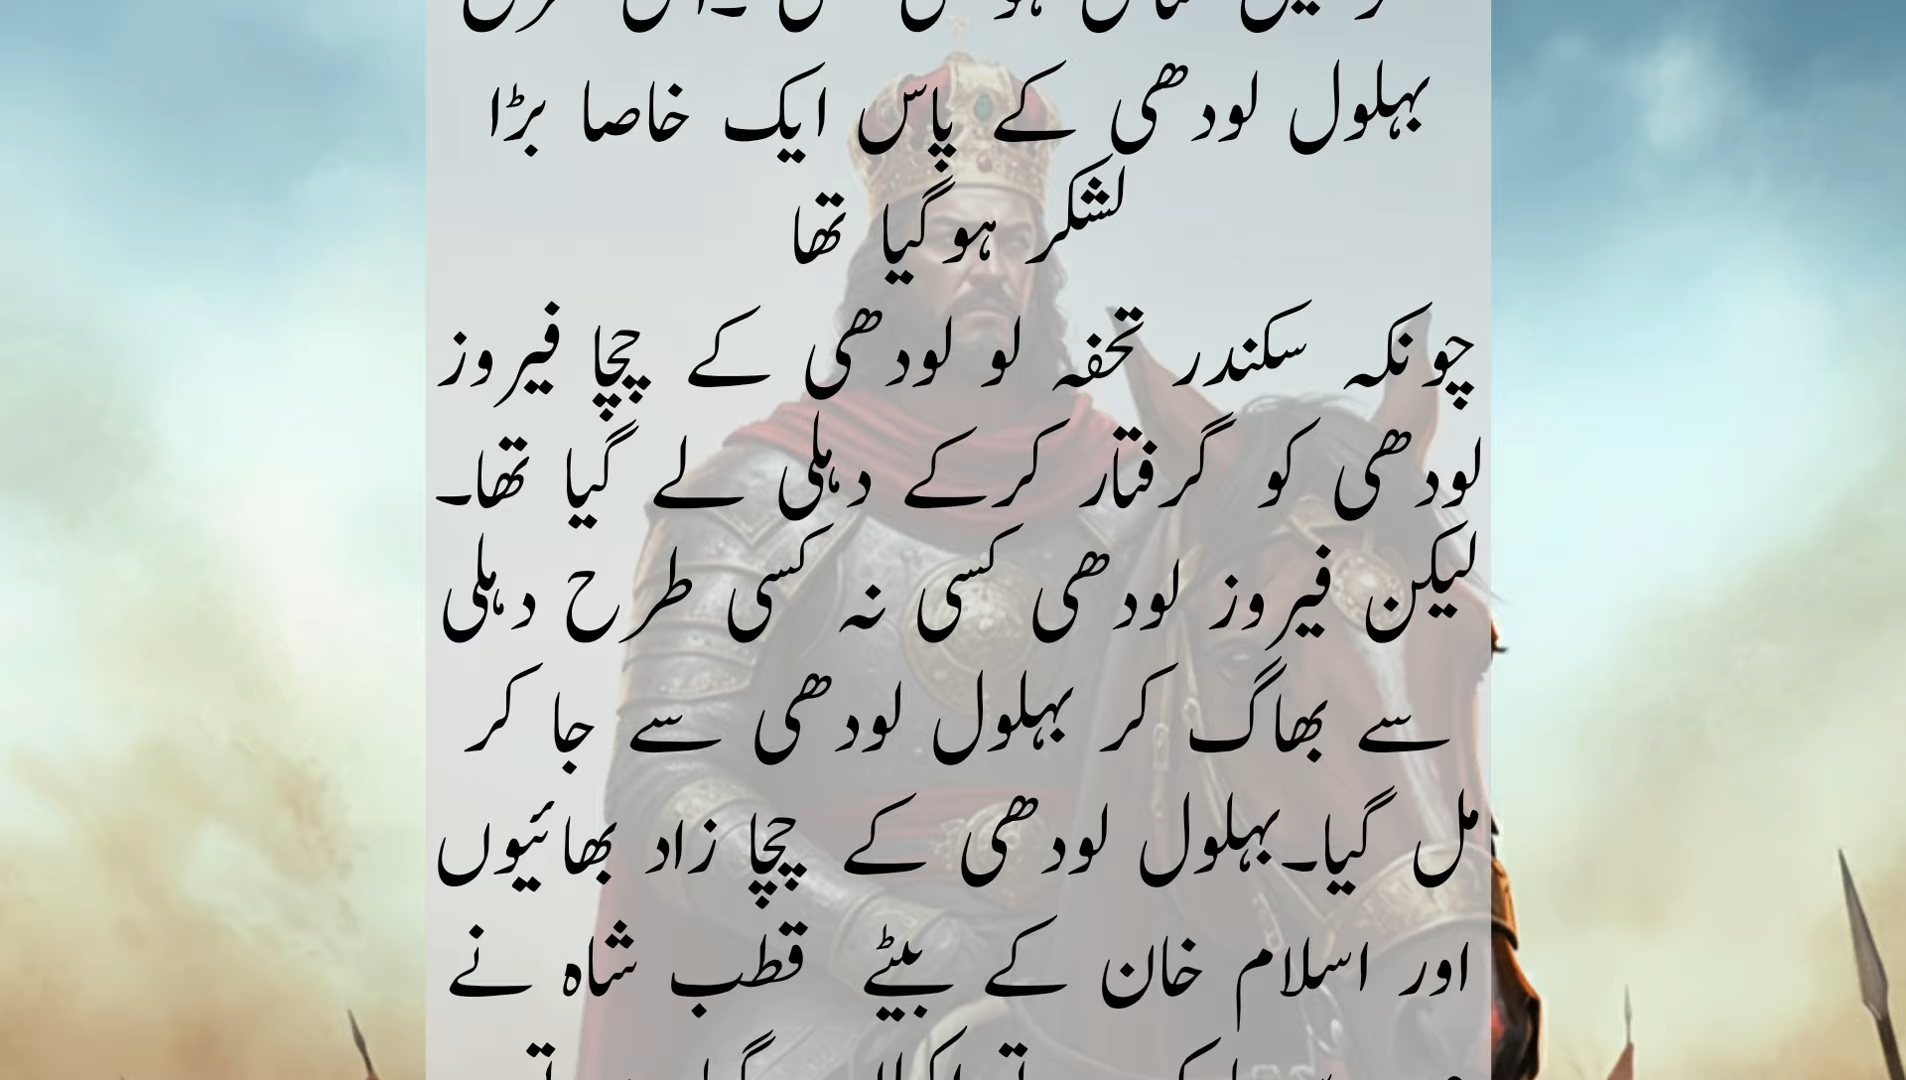 بہلول لودھی کے پاس ایک خاصا بڑا
لشکر ہوگیا تھا
چونکہ سکندر تحفہ لو لودھی کے چچا فیروز
لودھی کو گرفتار کرکے دہلی لے گیا تھا۔
لیکن فیروز لودھی کسی نہ کسی طرح دہلی
سے بھاگ کر بہلول لودھی سے جا کر
مل گیا۔بہلول لودھی کے چچا زاد بھائیوں
اور اسلام خان کے بیٹے قطب شاہ نے